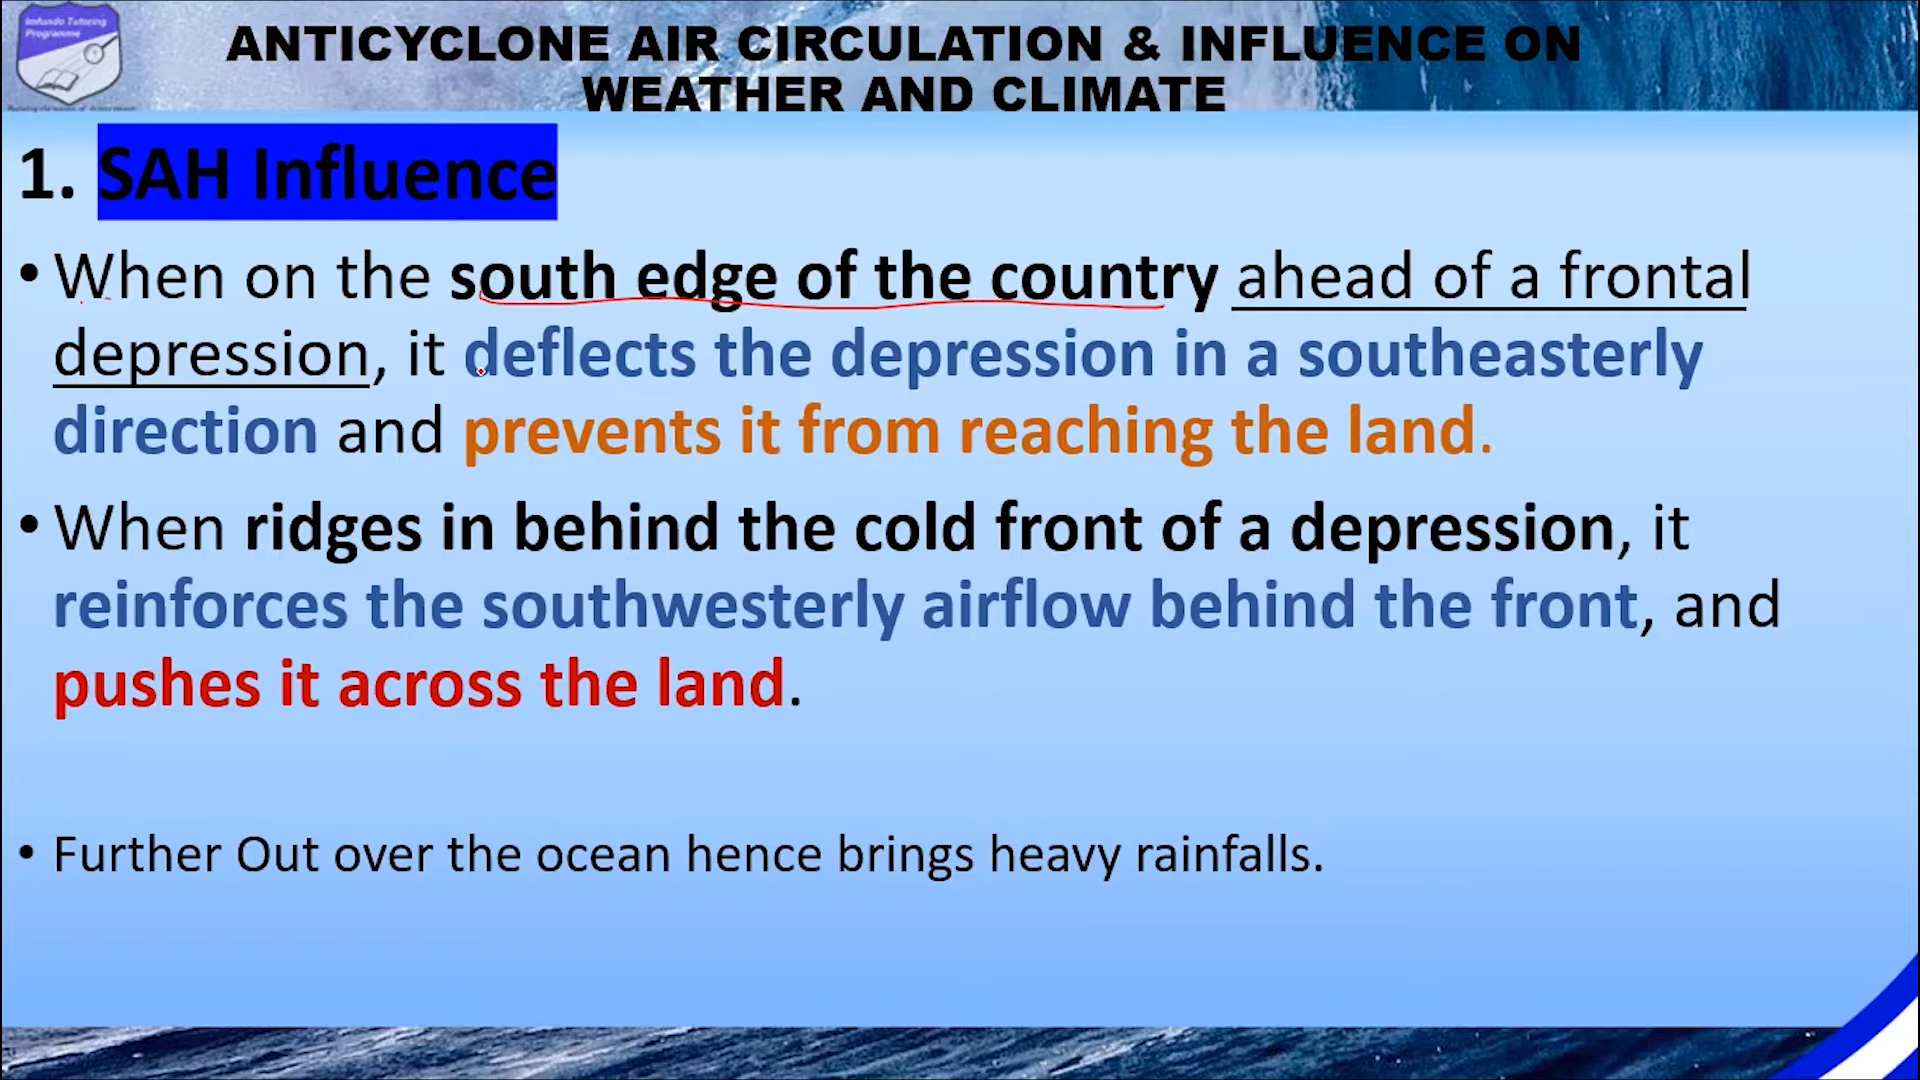 Imfundo Tutoring
Programme
ANTICYCLONE AIR CIRCULATION & INFLUENCE ON
WEATHER AND CLIMATE
1. SAH Influence
• When on the south edge of the country ahead of a frontal
depression, it deflects the depression in a southeasterly
direction and prevents it from reaching the land.
• When ridges in behind the cold front of a depression, it
reinforces the southwesterly airflow behind the front, and
pushes it across the land.
• Further Out over the ocean hence brings heavy rainfalls.